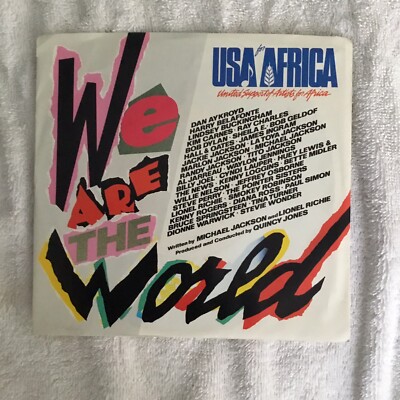 for
USA AFRICA
United Support of Artists for Africa
We
ARE
THE
World
DAN AYKROYD
HARRY BELAFONTE
LINDSEY BUCKINGHAM
KIM CARNES • RAY CHARLES
BOB DYLAN • SHEILA E. • BOB GELDOF
HALL & OATES • JAMES INGRAM
JACKIE JACKSON • LA TOYA JACKSON
MARLON JACKSON • MICHAEL JACKSON
RANDY JACKSON • TITO JACKSON
AL JARREAU • WAYLON JENNINGS
BILLY JOEL • CYNDI LAUPER • HUEY LEWIS &
THE NEWS • KENNY LOGGINS • BETTE MIDLER
WILLIE NELSON • JEFFREY OSBORNE
STEVE PERRY • THE POINTER SISTERS
LIONEL RICHIE • SMOKEY ROBINSON
KENNY ROGERS • DIANA ROSS • PAUL SIMON
BRUCE SPRINGSTEEN • TINA TURNER
DIONNE WARWICK • STEVIE WONDER
Written by MICHAEL JACKSON and LIONEL RICHIE
Produced and Conducted by QUINCY JONES